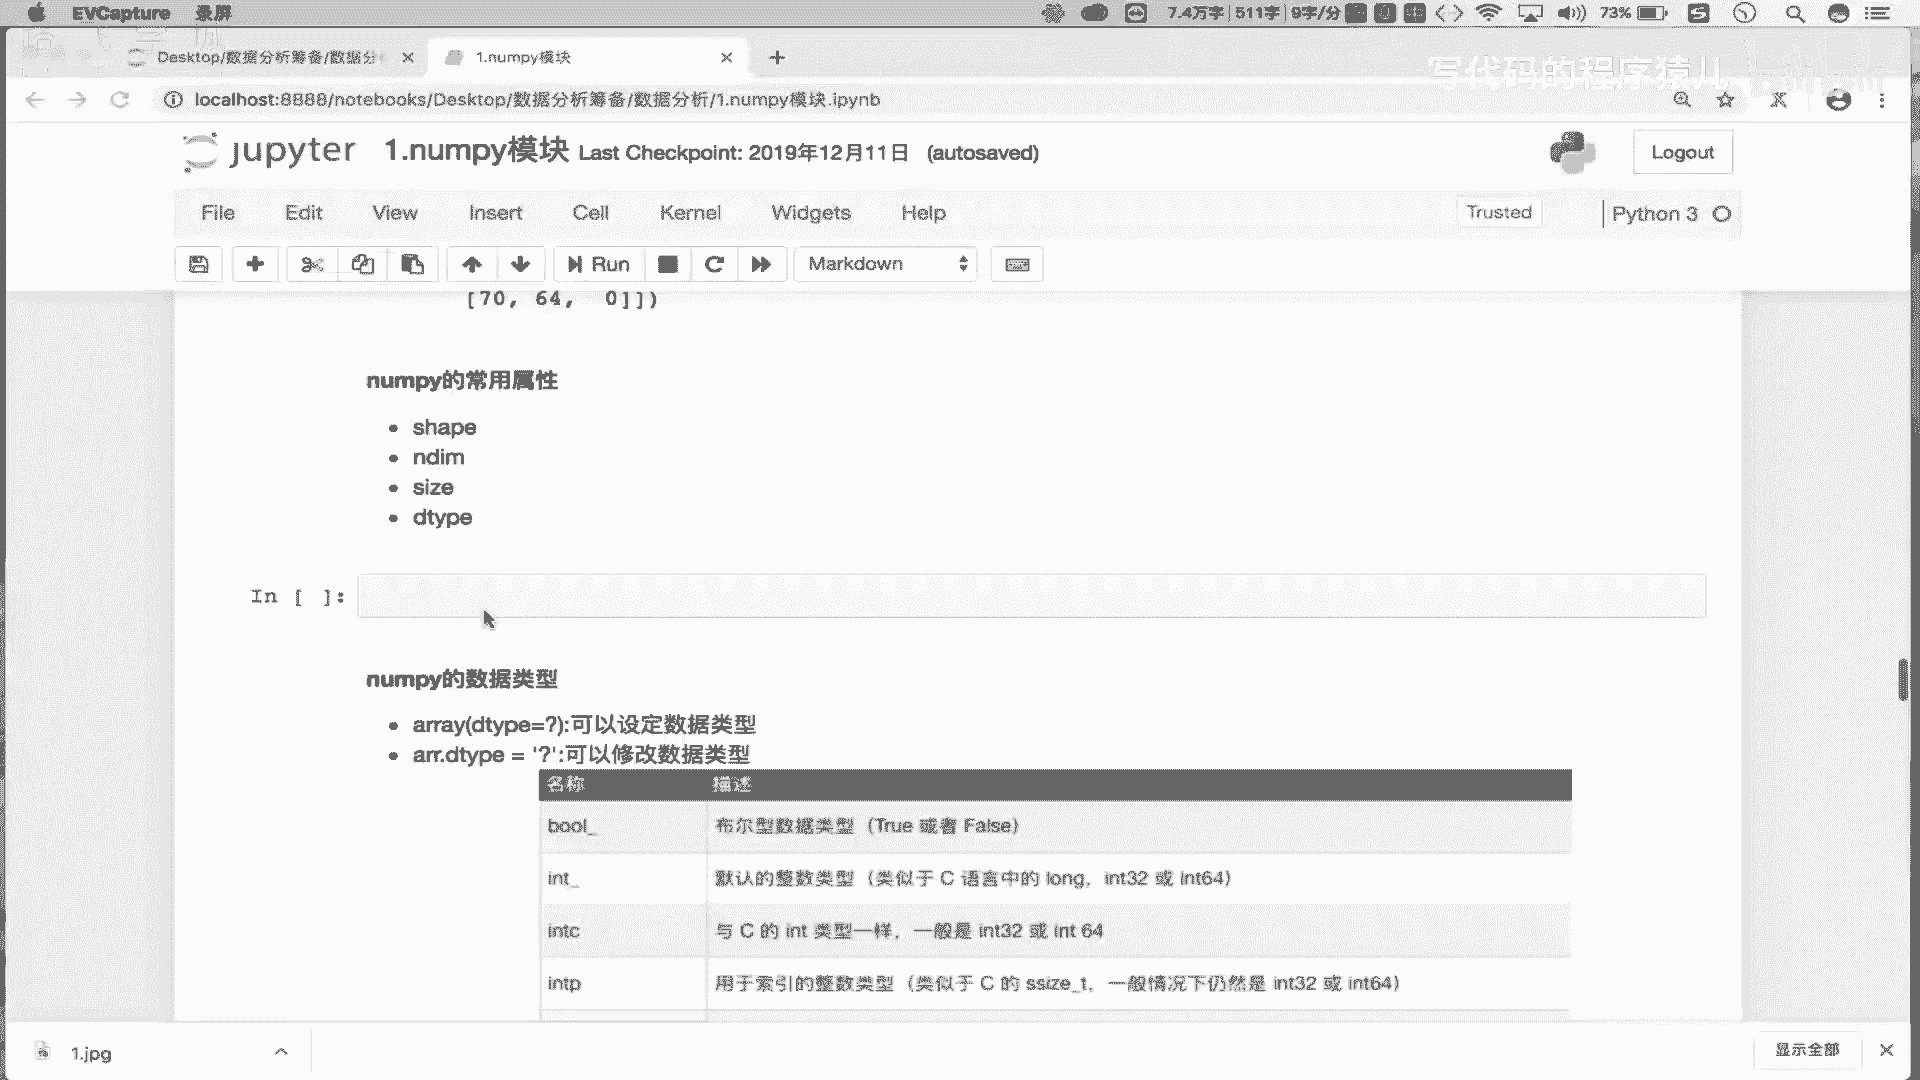 EVCapture 录屏 7.4万字 511字 9字/分 73%
Desktop/数据分析筹备/数据分 1.numpy模块
写代码的程序猿儿
localhost:8888/notebooks/Desktop/数据分析筹备/数据分析/1.numpy模块.ipynb
jupyter 1.numpy模块 Last Checkpoint: 2019年12月11日 (autosaved) Logout
File Edit View Insert Cell Kernel Widgets Help Trusted Python 3
Run Markdown
[70, 64, 0]])
numpy的常用属性
shape
ndim
size
dtype
In [ ]:
numpy的数据类型
array(dtype=?):可以设定数据类型
arr.dtype = '?':可以修改数据类型
名称 描述
bool_ 布尔型数据类型（True 或者 False）
int_ 默认的整数类型（类似于 C 语言中的 long，int32 或 int64）
intc 与 C 的 int 类型一样，一般是 int32 或 int 64
intp 用于索引的整数类型（类似于 C 的 ssize_t，一般情况下仍然是 int32 或 int64）
1.jpg 显示全部